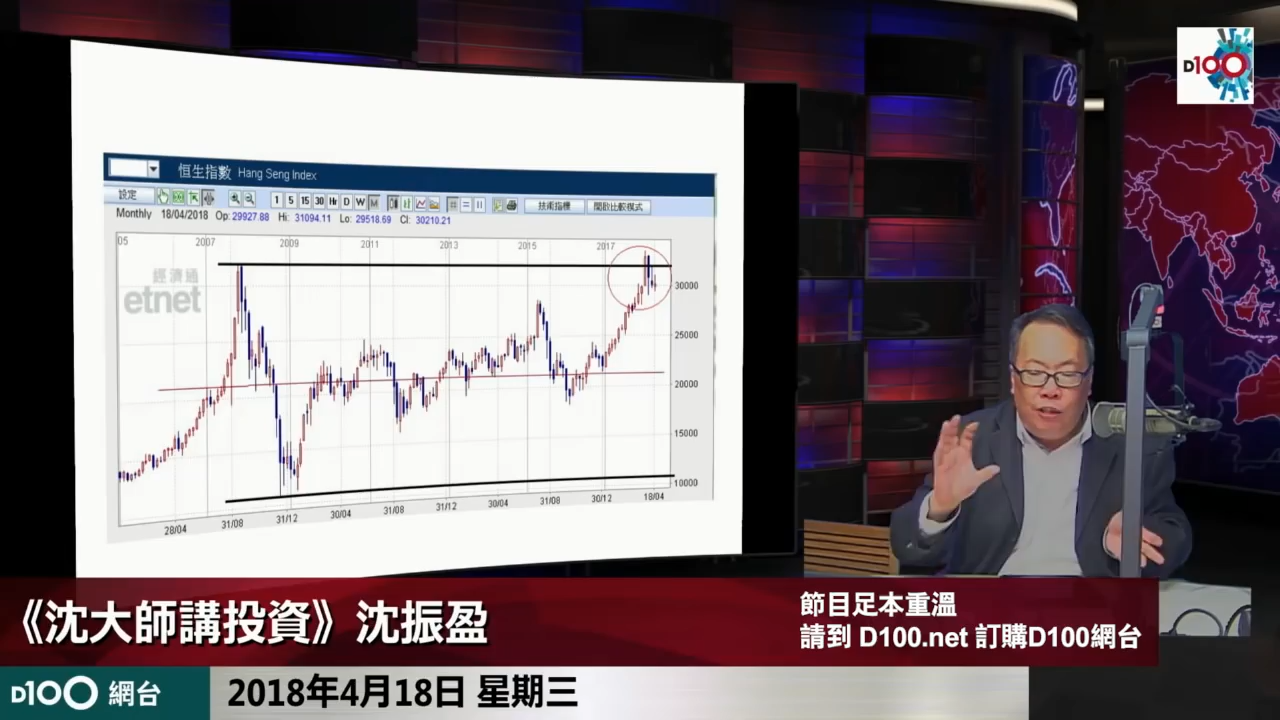 D100
恒生指數 Hang Seng Index
設定
1 5 15 30 Hr D W M
技術指標
開啟比較模式
Monthly 18/04/2018 Op: 29927.88 Hi: 31094.11 Lo: 29518.69 Cl: 30210.21
05 2007 2009 2011 2013 2015 2017
經濟通
etnet
30000
25000
20000
15000
10000
28/04 31/08 31/12 30/04 31/08 31/12 30/04 31/08 30/12 18/04
《沈大師講投資》沈振盈
節目足本重溫
請到 D100.net 訂購D100網台
D100 網台
2018年4月18日 星期三